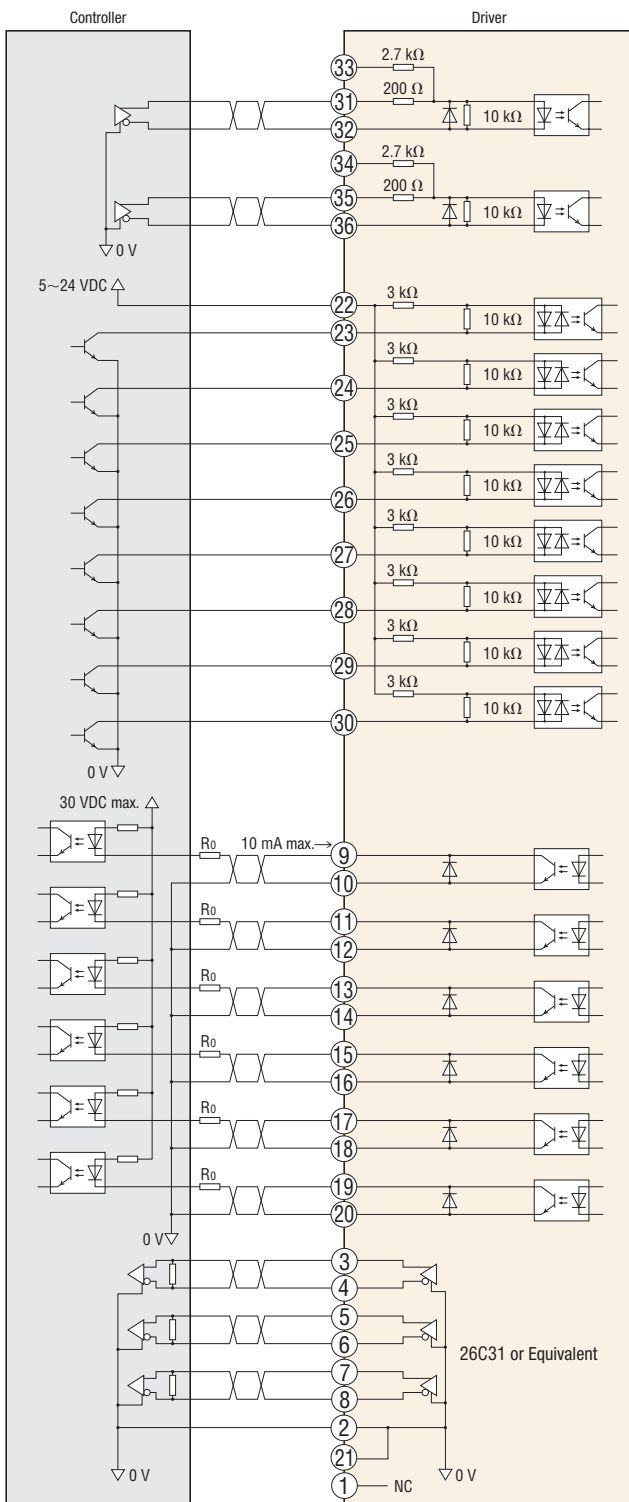 Controller Driver
2.7 kΩ
33
200 Ω
31
10 kΩ
32
2.7 kΩ
34
200 Ω
35
10 kΩ
36
0 V
5~24 VDC
3 kΩ
22
10 kΩ
23
3 kΩ
10 kΩ
24
3 kΩ
10 kΩ
25
3 kΩ
10 kΩ
26
3 kΩ
10 kΩ
27
3 kΩ
10 kΩ
28
3 kΩ
10 kΩ
29
3 kΩ
10 kΩ
30
0 V
30 VDC max.
R0 10 mA max.
9
10
R0
11
12
R0
13
14
R0
15
16
R0
17
18
R0
19
20
0 V
3
4
5
6
26C31 or Equivalent
7
8
2
21
0 V 0 V
1 NC